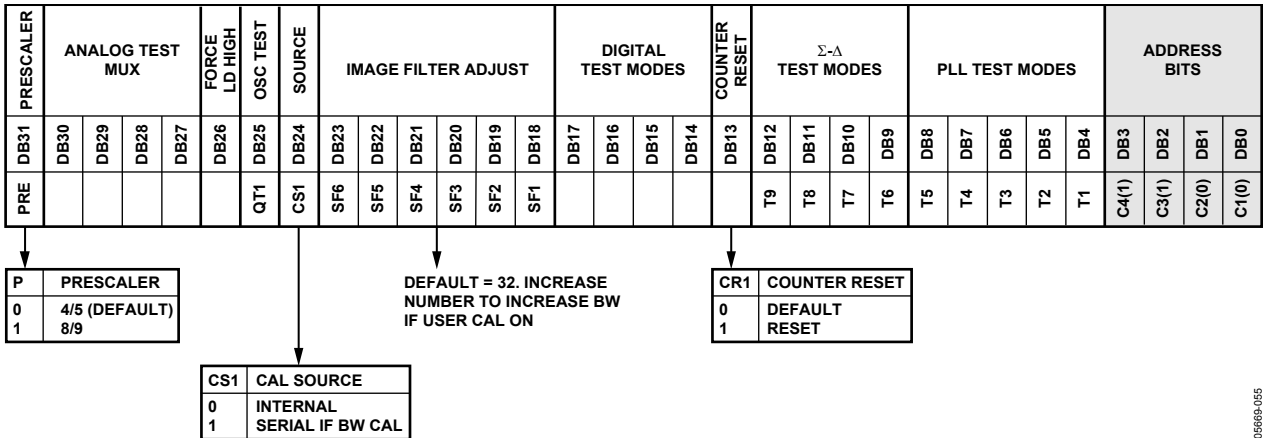 PRESCALER
ANALOG TEST
MUX
FORCE
LD HIGH
OSC TEST
SOURCE
IMAGE FILTER ADJUST
DIGITAL
TEST MODES
COUNTER
RESET
Σ-Δ
TEST MODES
PLL TEST MODES
ADDRESS
BITS
DB31 DB30 DB29 DB28 DB27 DB26 DB25 DB24 DB23 DB22 DB21 DB20 DB19 DB18 DB17 DB16 DB15 DB14 DB13 DB12 DB11 DB10 DB9 DB8 DB7 DB6 DB5 DB4 DB3 DB2 DB1 DB0
PRE QT1 CS1 SF6 SF5 SF4 SF3 SF2 SF1 T9 T8 T7 T6 T5 T4 T3 T2 T1 C4(1) C3(1) C2(0) C1(0)
P PRESCALER
0 4/5 (DEFAULT)
1 8/9
DEFAULT = 32. INCREASE
NUMBER TO INCREASE BW
IF USER CAL ON
CR1 COUNTER RESET
0 DEFAULT
1 RESET
CS1 CAL SOURCE
0 INTERNAL
1 SERIAL IF BW CAL
05669-055